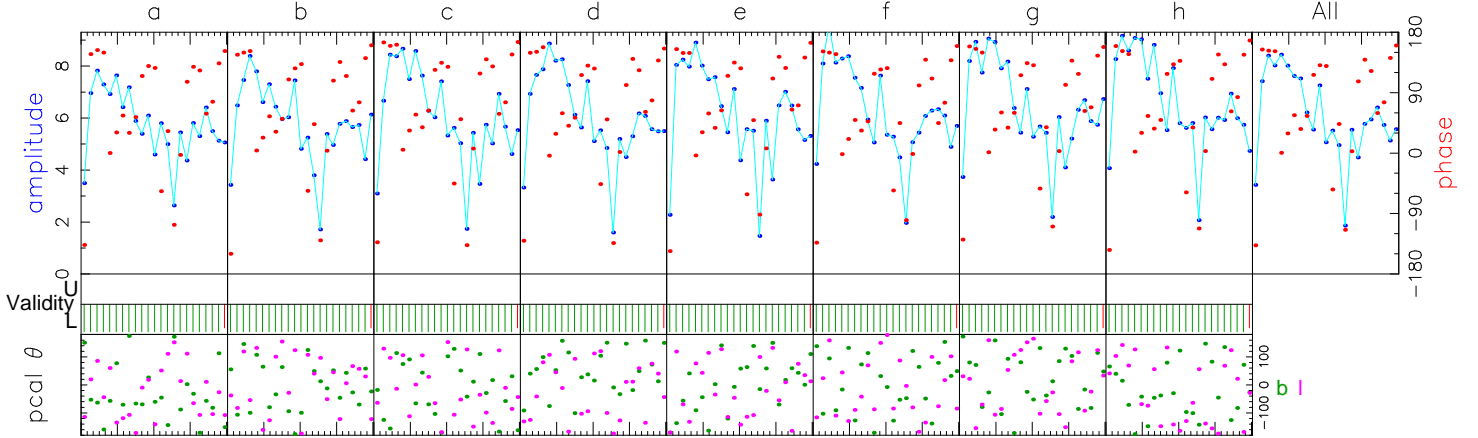 a b c d e f g h All
amplitude
0 2 4 6 8
phase
180 90 0 -90 -180
U
Validity
L
pcal θ
100 0 -100
b l